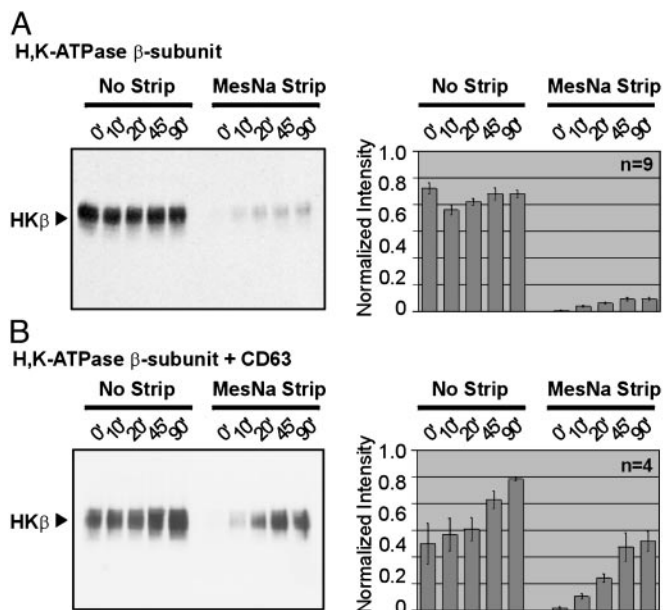 A
H,K-ATPase β-subunit
No Strip MesNa Strip
0' 10' 20' 45' 90' 0' 10' 20' 45' 90'
HKβ
No Strip MesNa Strip
0' 10' 20' 45' 90' 0' 10' 20' 45' 90'
Normalized Intensity
1.0
0.8
0.6
0.4
0.2
0
n=9
B
H,K-ATPase β-subunit + CD63
No Strip MesNa Strip
0' 10' 20' 45' 90' 0' 10' 20' 45' 90'
HKβ
No Strip MesNa Strip
0' 10' 20' 45' 90' 0' 10' 20' 45' 90'
Normalized Intensity
1.0
0.8
0.6
0.4
0.2
0
n=4